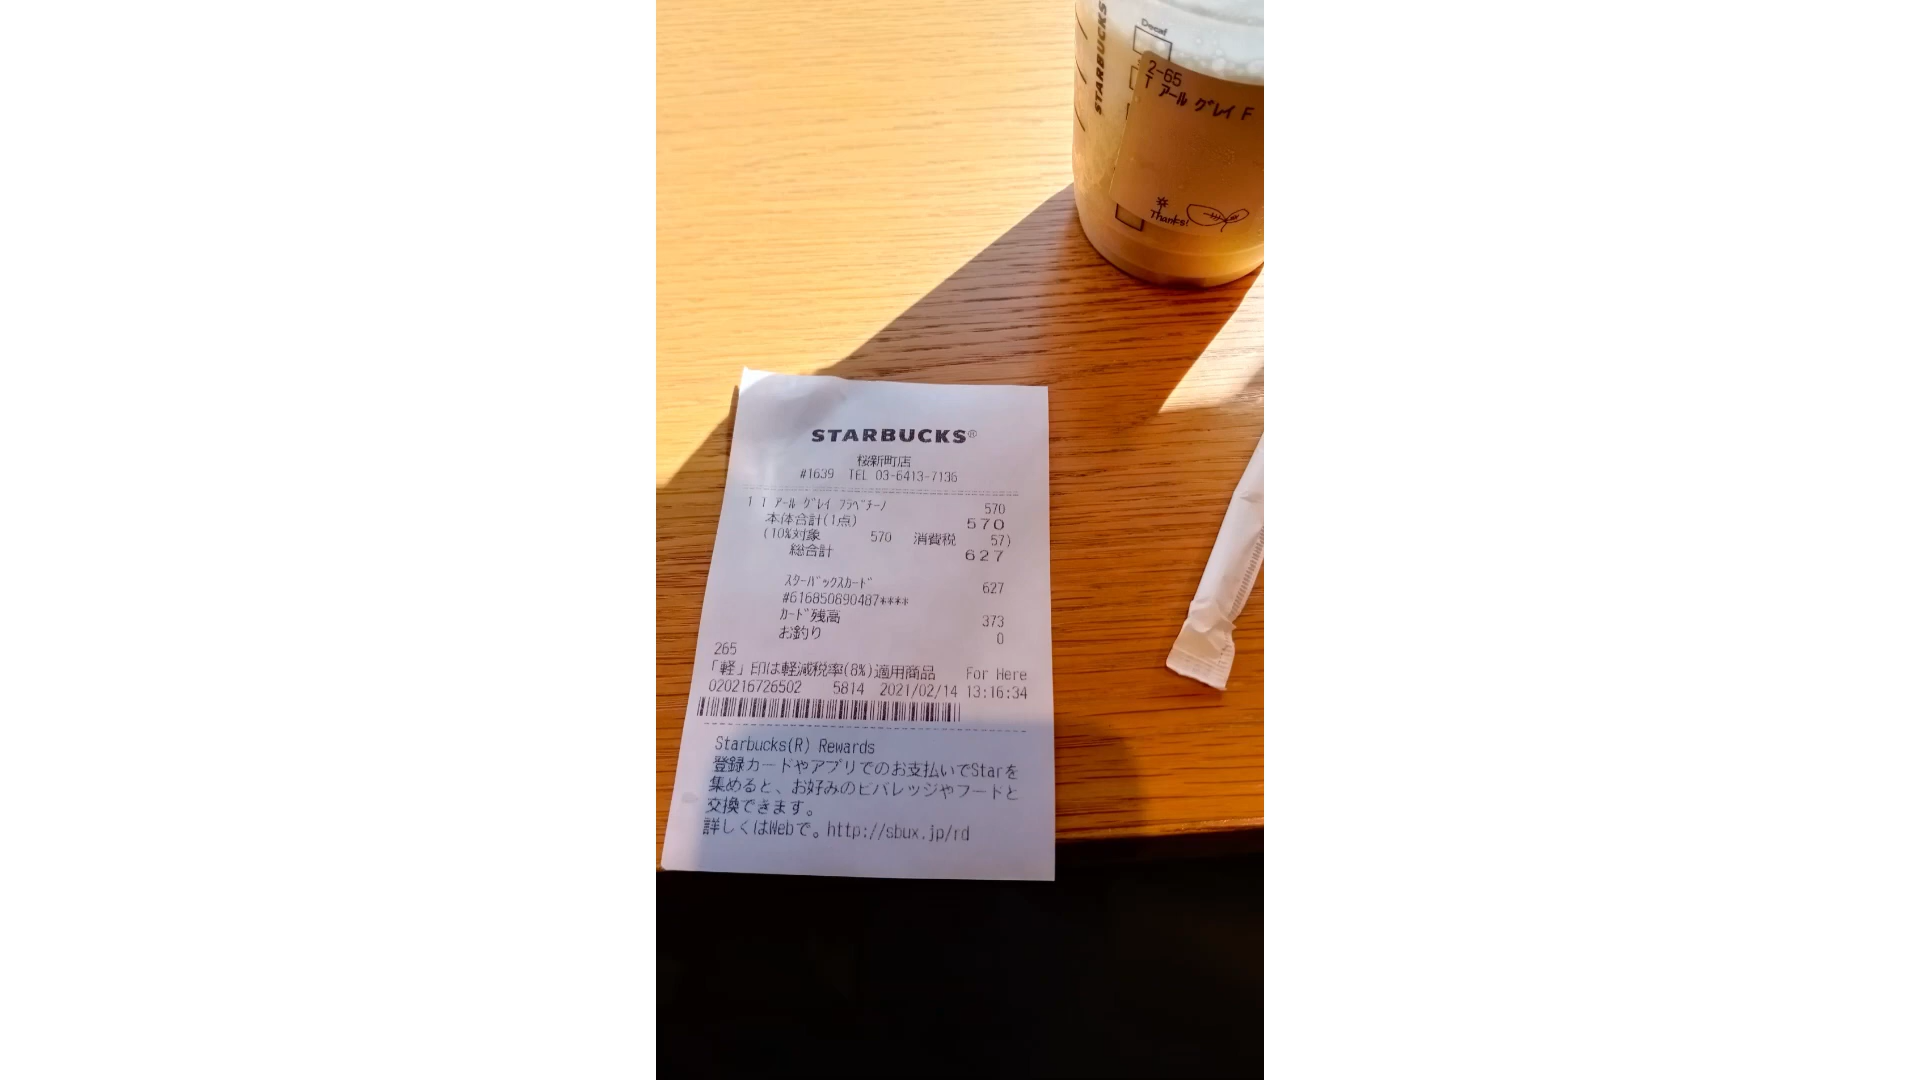 Decaf
STARBUCKS
2-65
T アール グレイ F
Thanks!
STARBUCKS®
桜新町店
#1639 TEL 03-6413-7136
1 T ｱｰﾙ ｸﾞﾚｲ ﾌﾗﾍﾟﾁｰﾉ 570
本体合計(1点) 570
(10%対象 570 消費税 57)
総合計 627
ｽﾀｰﾊﾞｯｸｽｶｰﾄﾞ 627
#616850890487****
ｶｰﾄﾞ残高 373
お釣り 0
265
「軽」印は軽減税率(8%)適用商品 For Here
020216726502 5814 2021/02/14 13:16:34
Starbucks(R) Rewards
登録カードやアプリでのお支払いでStarを
集めると、お好みのビバレッジやフードと
交換できます。
詳しくはWebで。http://sbux.jp/rd